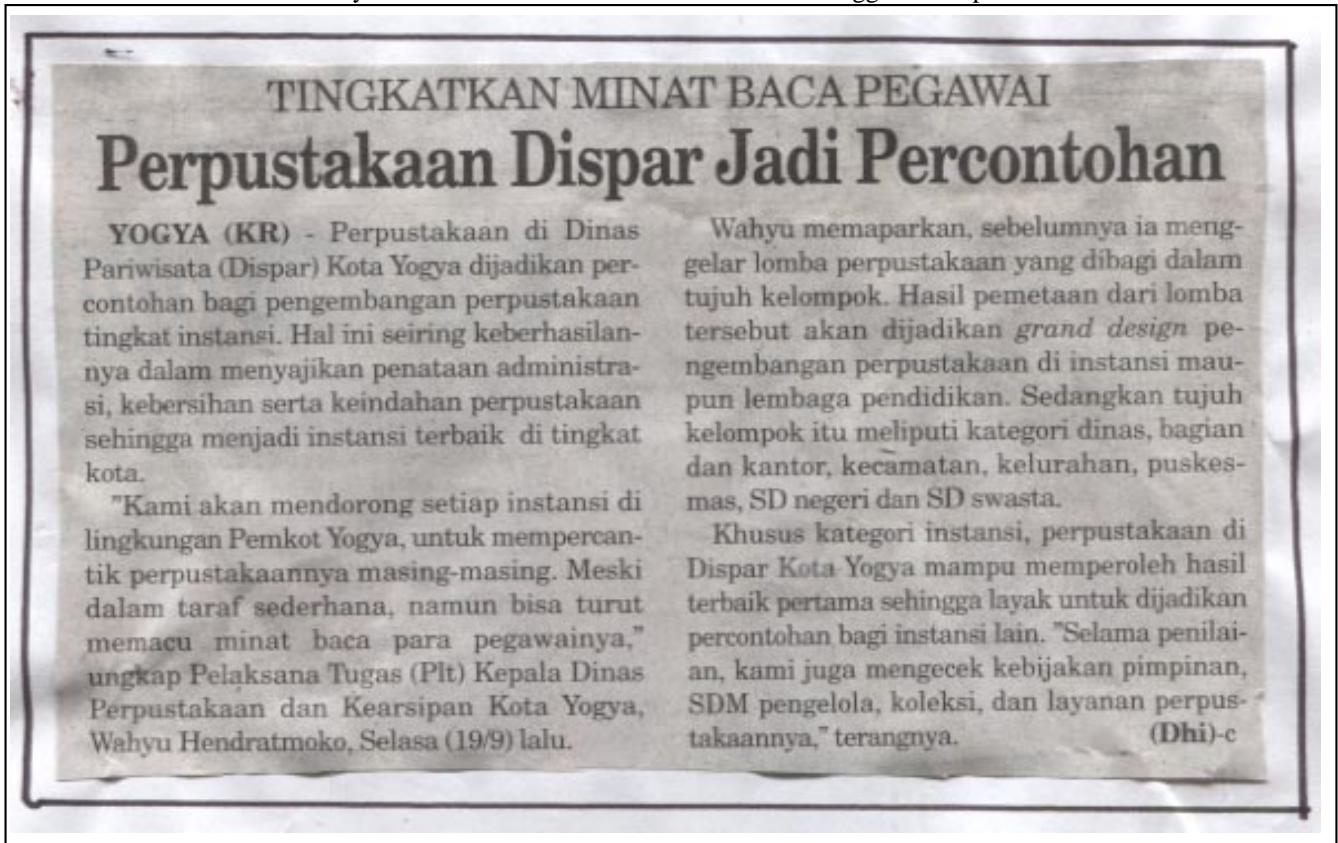 TINGKATKAN MINAT BACA PEGAWAI
Perpustakaan Dispar Jadi Percontohan
YOGYA (KR) - Perpustakaan di Dinas
Pariwisata (Dispar) Kota Yogya dijadikan per-
contohan bagi pengembangan perpustakaan
tingkat instansi. Hal ini seiring keberhasilan-
nya dalam menyajikan penataan administra-
si, kebersihan serta keindahan perpustakaan
sehingga menjadi instansi terbaik di tingkat
kota.
"Kami akan mendorong setiap instansi di
lingkungan Pemkot Yogya, untuk mempercan-
tik perpustakaannya masing-masing. Meski
dalam taraf sederhana, namun bisa turut
memacu minat baca para pegawainya,"
ungkap Pelaksana Tugas (Plt) Kepala Dinas
Perpustakaan dan Kearsipan Kota Yogya,
Wahyu Hendratmoko, Selasa (19/9) lalu.
Wahyu memaparkan, sebelumnya ia meng-
gelar lomba perpustakaan yang dibagi dalam
tujuh kelompok. Hasil pemetaan dari lomba
tersebut akan dijadikan grand design pe-
ngembangan perpustakaan di instansi mau-
pun lembaga pendidikan. Sedangkan tujuh
kelompok itu meliputi kategori dinas, bagian
dan kantor, kecamatan, kelurahan, puskes-
mas, SD negeri dan SD swasta.
Khusus kategori instansi, perpustakaan di
Dispar Kota Yogya mampu memperoleh hasil
terbaik pertama sehingga layak untuk dijadikan
percontohan bagi instansi lain. "Selama penilai-
an, kami juga mengecek kebijakan pimpinan,
SDM pengelola, koleksi, dan layanan perpus-
takaannya," terangnya. (Dhi)-c